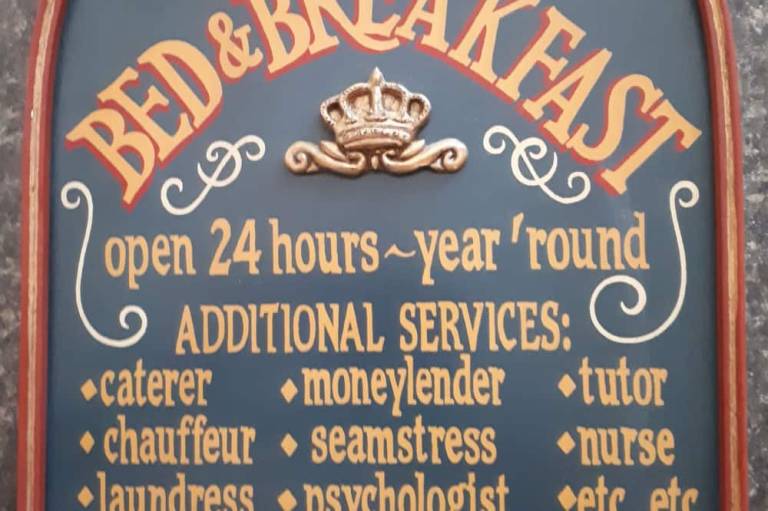 BED & BREAKFAST
open 24 hours ~ year 'round
ADDITIONAL SERVICES:
◆caterer ◆moneylender ◆tutor
◆chauffeur ◆seamstress ◆nurse
◆laundress ◆psychologist ◆etc etc